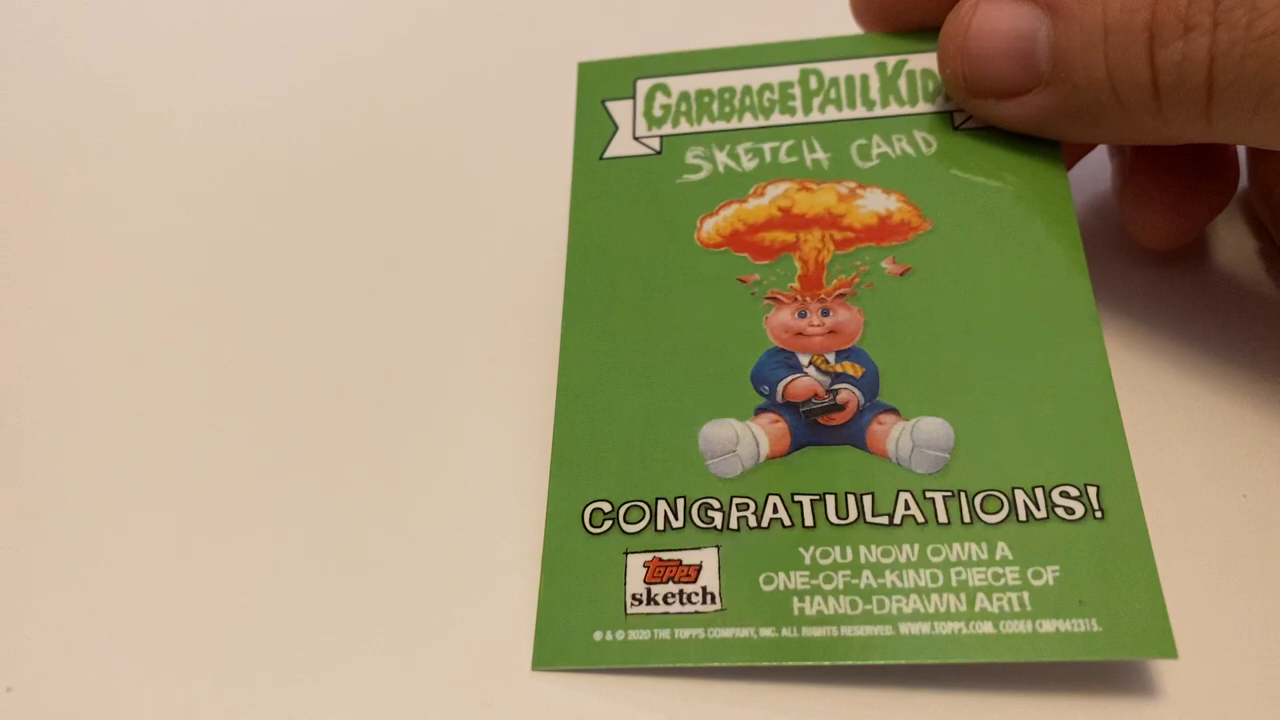 GARBAGE PAIL KID
SKETCH CARD
CONGRATULATIONS!
YOU NOW OWN A
ONE-OF-A-KIND PIECE OF
HAND-DRAWN ART!
topps
sketch
® & © 2020 THE TOPPS COMPANY, INC. ALL RIGHTS RESERVED. WWW.TOPPS.COM. CODE# CMP042315.